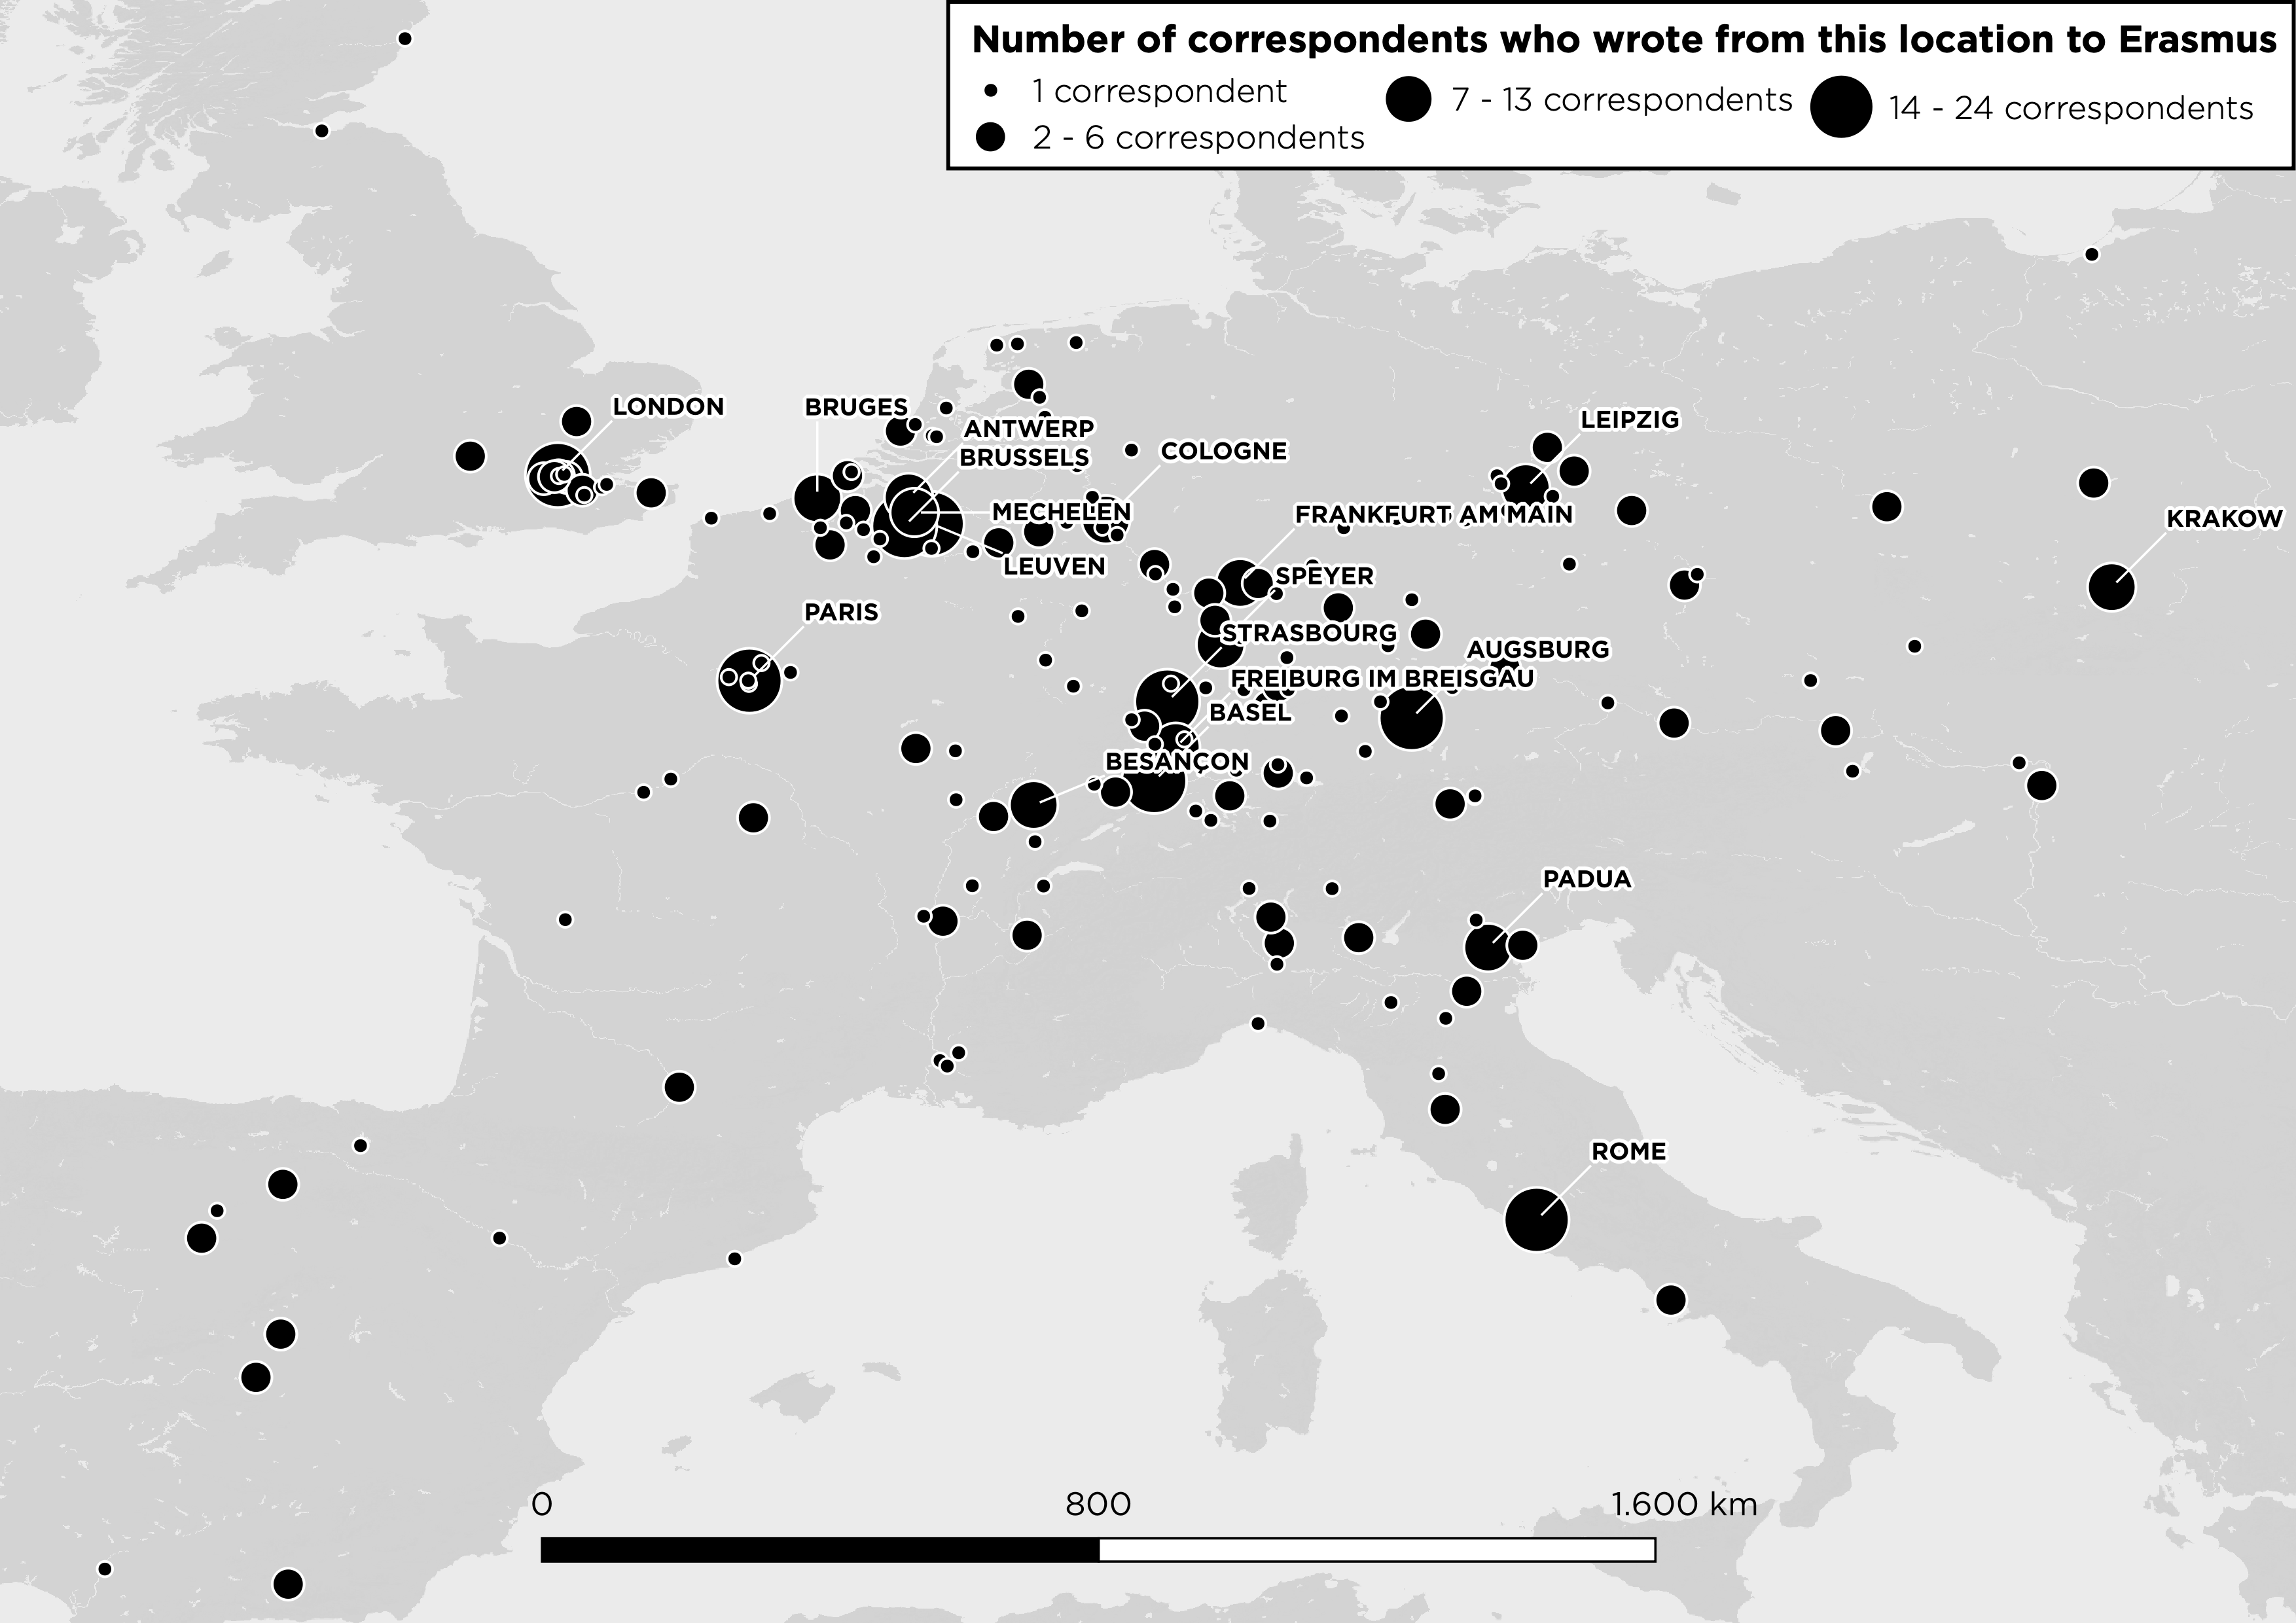 Number of correspondents who wrote from this location to Erasmus
1 correspondent
2 - 6 correspondents
7 - 13 correspondents
14 - 24 correspondents
LONDON
BRUGES
ANTWERP
BRUSSELS
COLOGNE
LEIPZIG
MECHELEN
FRANKFURT AM MAIN
KRAKOW
LEUVEN
SPEYER
PARIS
STRASBOURG
AUGSBURG
FREIBURG IM BREISGAU
BASEL
BESANÇON
PADUA
ROME
0
800
1.600 km